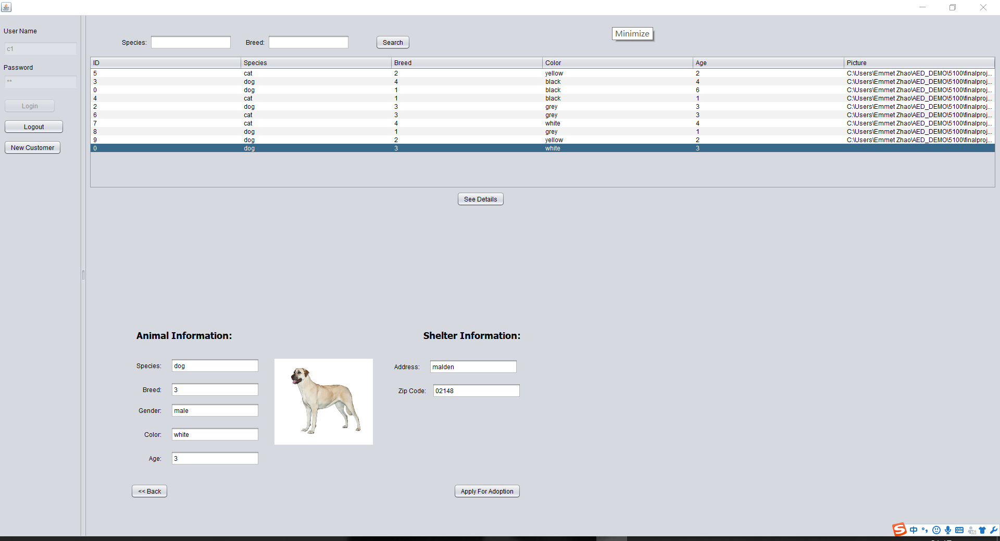 User Name
c1
Password
**
Login
Logout
New Customer
Species:
Breed:
Search
Minimize
ID Species Breed Color Age Picture
5 cat 2 yellow 2 C:\Users\Emmet Zhao\AED_DEMO\5100\finalproj...
3 dog 4 black 4 C:\Users\Emmet Zhao\AED_DEMO\5100\finalproj...
0 dog 1 black 6 C:\Users\Emmet Zhao\AED_DEMO\5100\finalproj...
4 cat 1 black 1 C:\Users\Emmet Zhao\AED_DEMO\5100\finalproj...
2 dog 3 grey 3 C:\Users\Emmet Zhao\AED_DEMO\5100\finalproj...
6 cat 3 grey 3 C:\Users\Emmet Zhao\AED_DEMO\5100\finalproj...
7 cat 4 white 4 C:\Users\Emmet Zhao\AED_DEMO\5100\finalproj...
8 dog 1 grey 1 C:\Users\Emmet Zhao\AED_DEMO\5100\finalproj...
9 dog 2 yellow 2 C:\Users\Emmet Zhao\AED_DEMO\5100\finalproj...
0 dog 3 white 3
See Details
Animal Information:
Species: dog
Breed: 3
Gender: male
Color: white
Age: 3
Shelter Information:
Address: malden
Zip Code: 02148
<< Back
Apply For Adoption
S 中